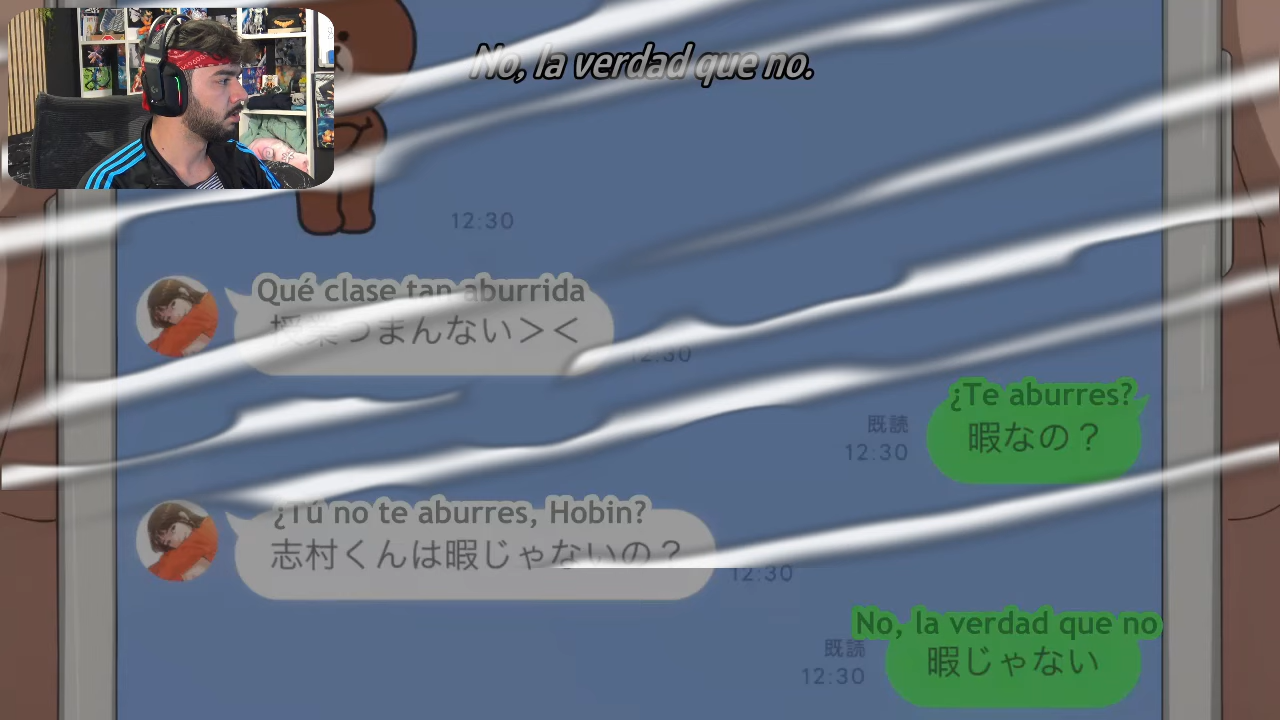 No, la verdad que no.
12:30
Qué clase tan aburrida
授業つまんない＞＜
12:30
¿Te aburres?
既読
暇なの？
12:30
¿Tú no te aburres, Hobin?
志村くんは暇じゃないの？
12:30
No, la verdad que no
既読
暇じゃない
12:30